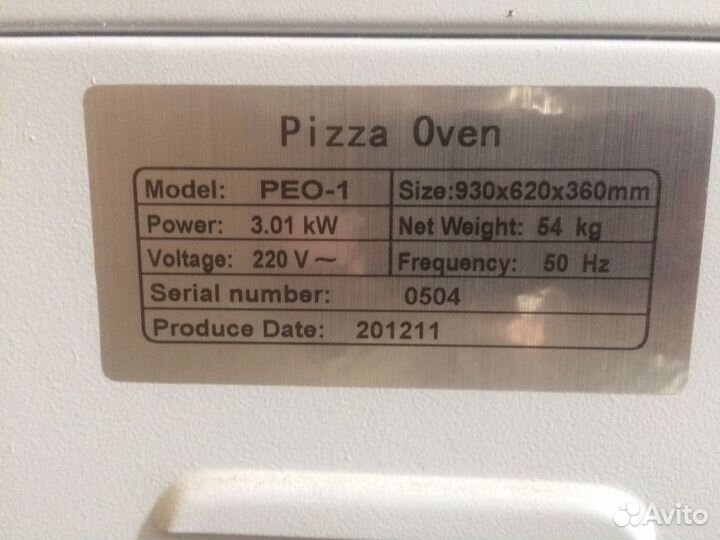 Pizza Oven
Model: PEO-1 Size:930x620x360mm
Power: 3.01 kW Net Weight: 54 kg
Voltage: 220 V ~ Frequency: 50 Hz
Serial number: 0504
Produce Date: 201211
Avito